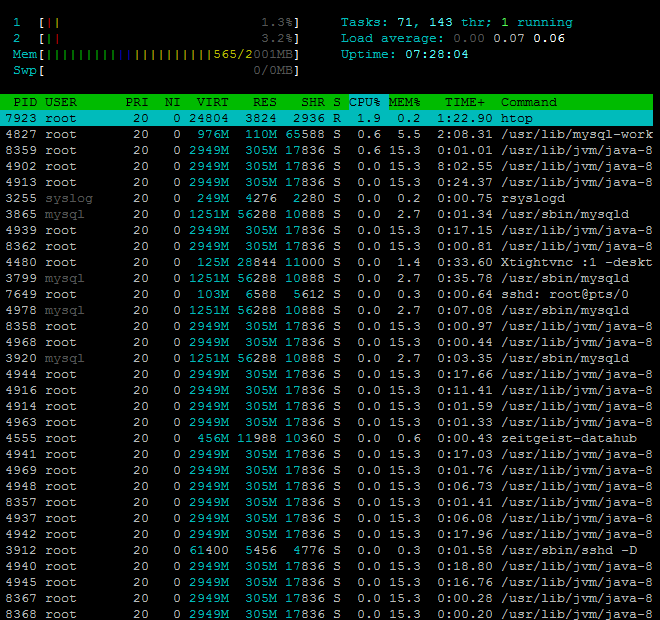 1 [|| 1.3%] Tasks: 71, 143 thr; 1 running
2 [|| 3.2%] Load average: 0.00 0.07 0.06
Mem[|||||||||||||||||||||565/2001MB] Uptime: 07:28:04
Swp[ 0/0MB]
PID USER PRI NI VIRT RES SHR S CPU% MEM% TIME+ Command
7923 root 20 0 24804 3824 2936 R 1.9 0.2 1:22.90 htop
4827 root 20 0 976M 110M 65588 S 0.6 5.5 2:08.31 /usr/lib/mysql-work
8359 root 20 0 2949M 305M 17836 S 0.6 15.3 0:01.01 /usr/lib/jvm/java-8
4902 root 20 0 2949M 305M 17836 S 0.0 15.3 8:02.55 /usr/lib/jvm/java-8
4913 root 20 0 2949M 305M 17836 S 0.0 15.3 0:24.37 /usr/lib/jvm/java-8
3255 syslog 20 0 249M 4276 2280 S 0.0 0.2 0:00.75 rsyslogd
3865 mysql 20 0 1251M 56288 10888 S 0.0 2.7 0:01.34 /usr/sbin/mysqld
4939 root 20 0 2949M 305M 17836 S 0.0 15.3 0:17.15 /usr/lib/jvm/java-8
8362 root 20 0 2949M 305M 17836 S 0.0 15.3 0:00.81 /usr/lib/jvm/java-8
4480 root 20 0 125M 28844 11000 S 0.0 1.4 0:33.60 Xtightvnc :1 -deskt
3799 mysql 20 0 1251M 56288 10888 S 0.0 2.7 0:35.78 /usr/sbin/mysqld
7649 root 20 0 103M 6588 5612 S 0.0 0.3 0:00.64 sshd: root@pts/0
4978 mysql 20 0 1251M 56288 10888 S 0.0 2.7 0:07.08 /usr/sbin/mysqld
8358 root 20 0 2949M 305M 17836 S 0.0 15.3 0:00.97 /usr/lib/jvm/java-8
4968 root 20 0 2949M 305M 17836 S 0.0 15.3 0:00.44 /usr/lib/jvm/java-8
3920 mysql 20 0 1251M 56288 10888 S 0.0 2.7 0:03.35 /usr/sbin/mysqld
4944 root 20 0 2949M 305M 17836 S 0.0 15.3 0:17.66 /usr/lib/jvm/java-8
4916 root 20 0 2949M 305M 17836 S 0.0 15.3 0:11.41 /usr/lib/jvm/java-8
4914 root 20 0 2949M 305M 17836 S 0.0 15.3 0:01.59 /usr/lib/jvm/java-8
4963 root 20 0 2949M 305M 17836 S 0.0 15.3 0:01.33 /usr/lib/jvm/java-8
4555 root 20 0 456M 11988 10360 S 0.0 0.6 0:00.43 zeitgeist-datahub
4941 root 20 0 2949M 305M 17836 S 0.0 15.3 0:17.03 /usr/lib/jvm/java-8
4969 root 20 0 2949M 305M 17836 S 0.0 15.3 0:01.76 /usr/lib/jvm/java-8
4948 root 20 0 2949M 305M 17836 S 0.0 15.3 0:06.73 /usr/lib/jvm/java-8
8357 root 20 0 2949M 305M 17836 S 0.0 15.3 0:01.41 /usr/lib/jvm/java-8
4937 root 20 0 2949M 305M 17836 S 0.0 15.3 0:06.08 /usr/lib/jvm/java-8
4942 root 20 0 2949M 305M 17836 S 0.0 15.3 0:17.96 /usr/lib/jvm/java-8
3912 root 20 0 61400 5456 4776 S 0.0 0.3 0:01.58 /usr/sbin/sshd -D
4940 root 20 0 2949M 305M 17836 S 0.0 15.3 0:18.80 /usr/lib/jvm/java-8
4945 root 20 0 2949M 305M 17836 S 0.0 15.3 0:16.76 /usr/lib/jvm/java-8
8367 root 20 0 2949M 305M 17836 S 0.0 15.3 0:00.28 /usr/lib/jvm/java-8
8368 root 20 0 2949M 305M 17836 S 0.0 15.3 0:00.20 /usr/lib/jvm/java-8